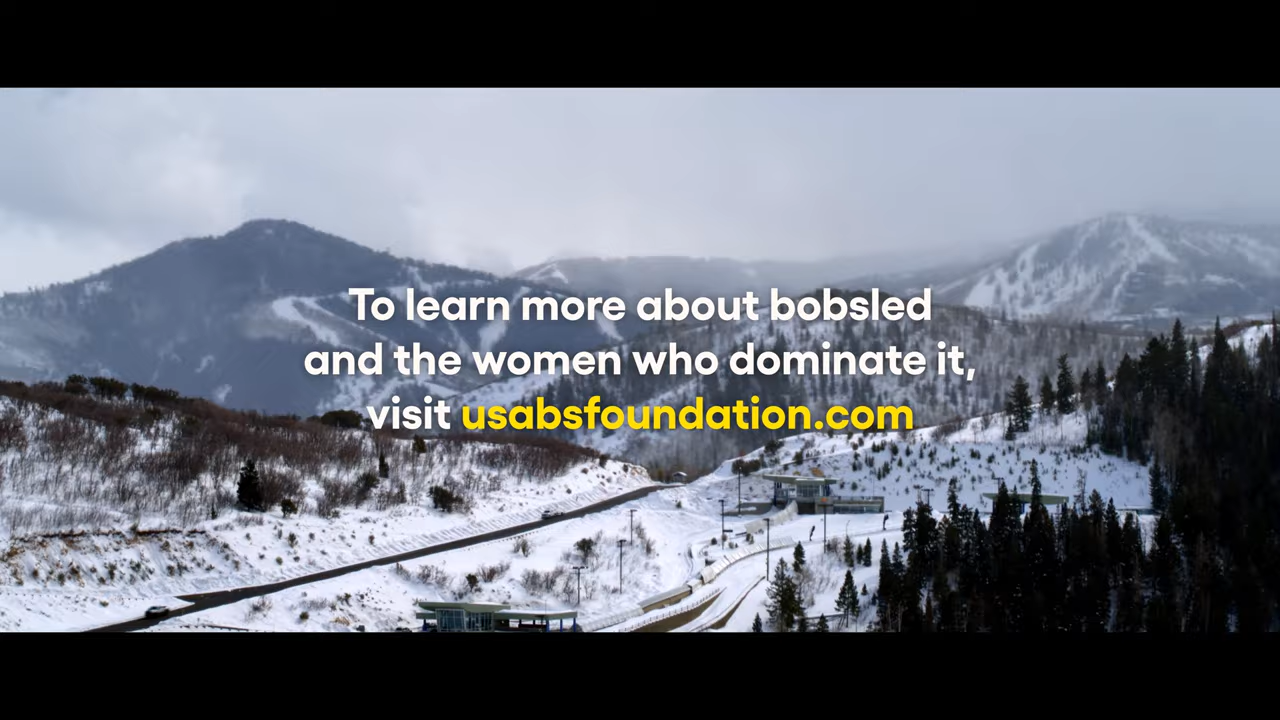 To learn more about bobsled
and the women who dominate it,
visit usabsfoundation.com